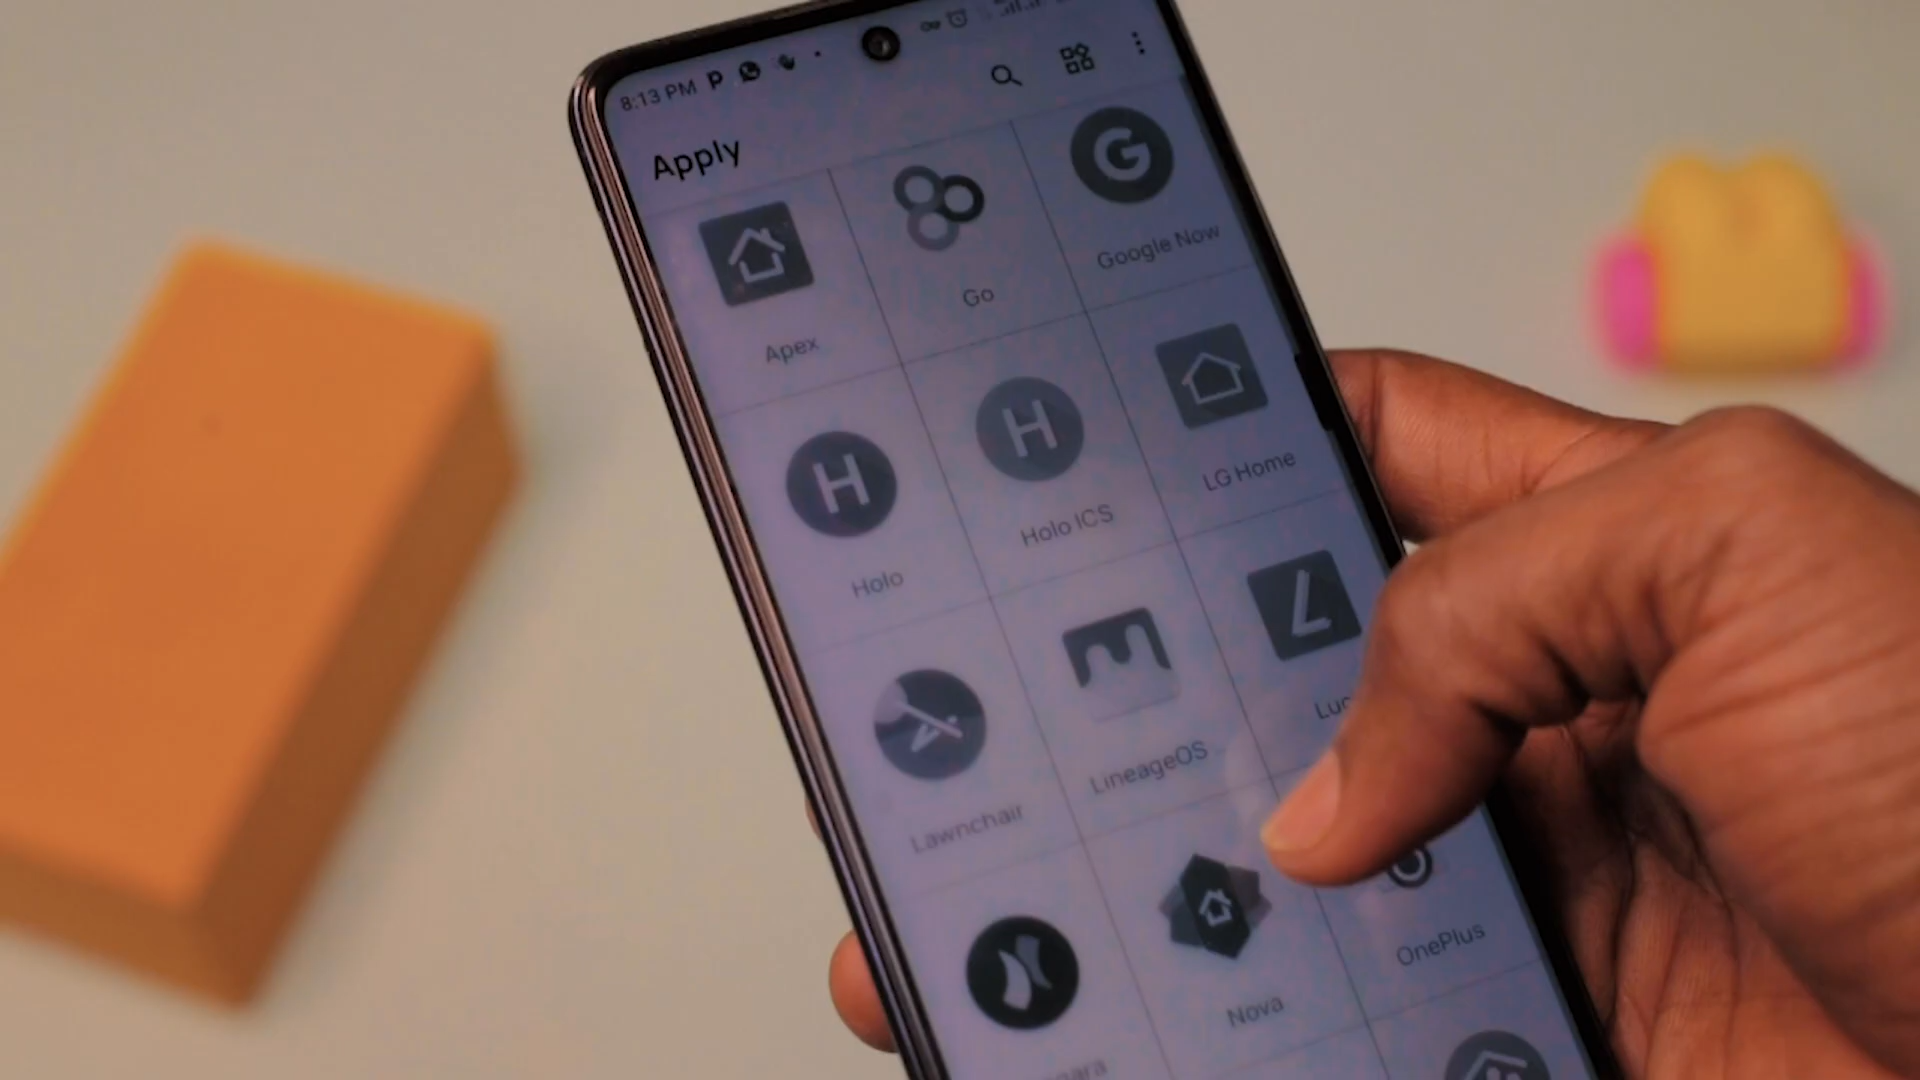 8:13 PM
Apply
Apex
Go
Google Now
Holo
Holo ICS
LG Home
Lawnchair
LineageOS
Nova
OnePlus